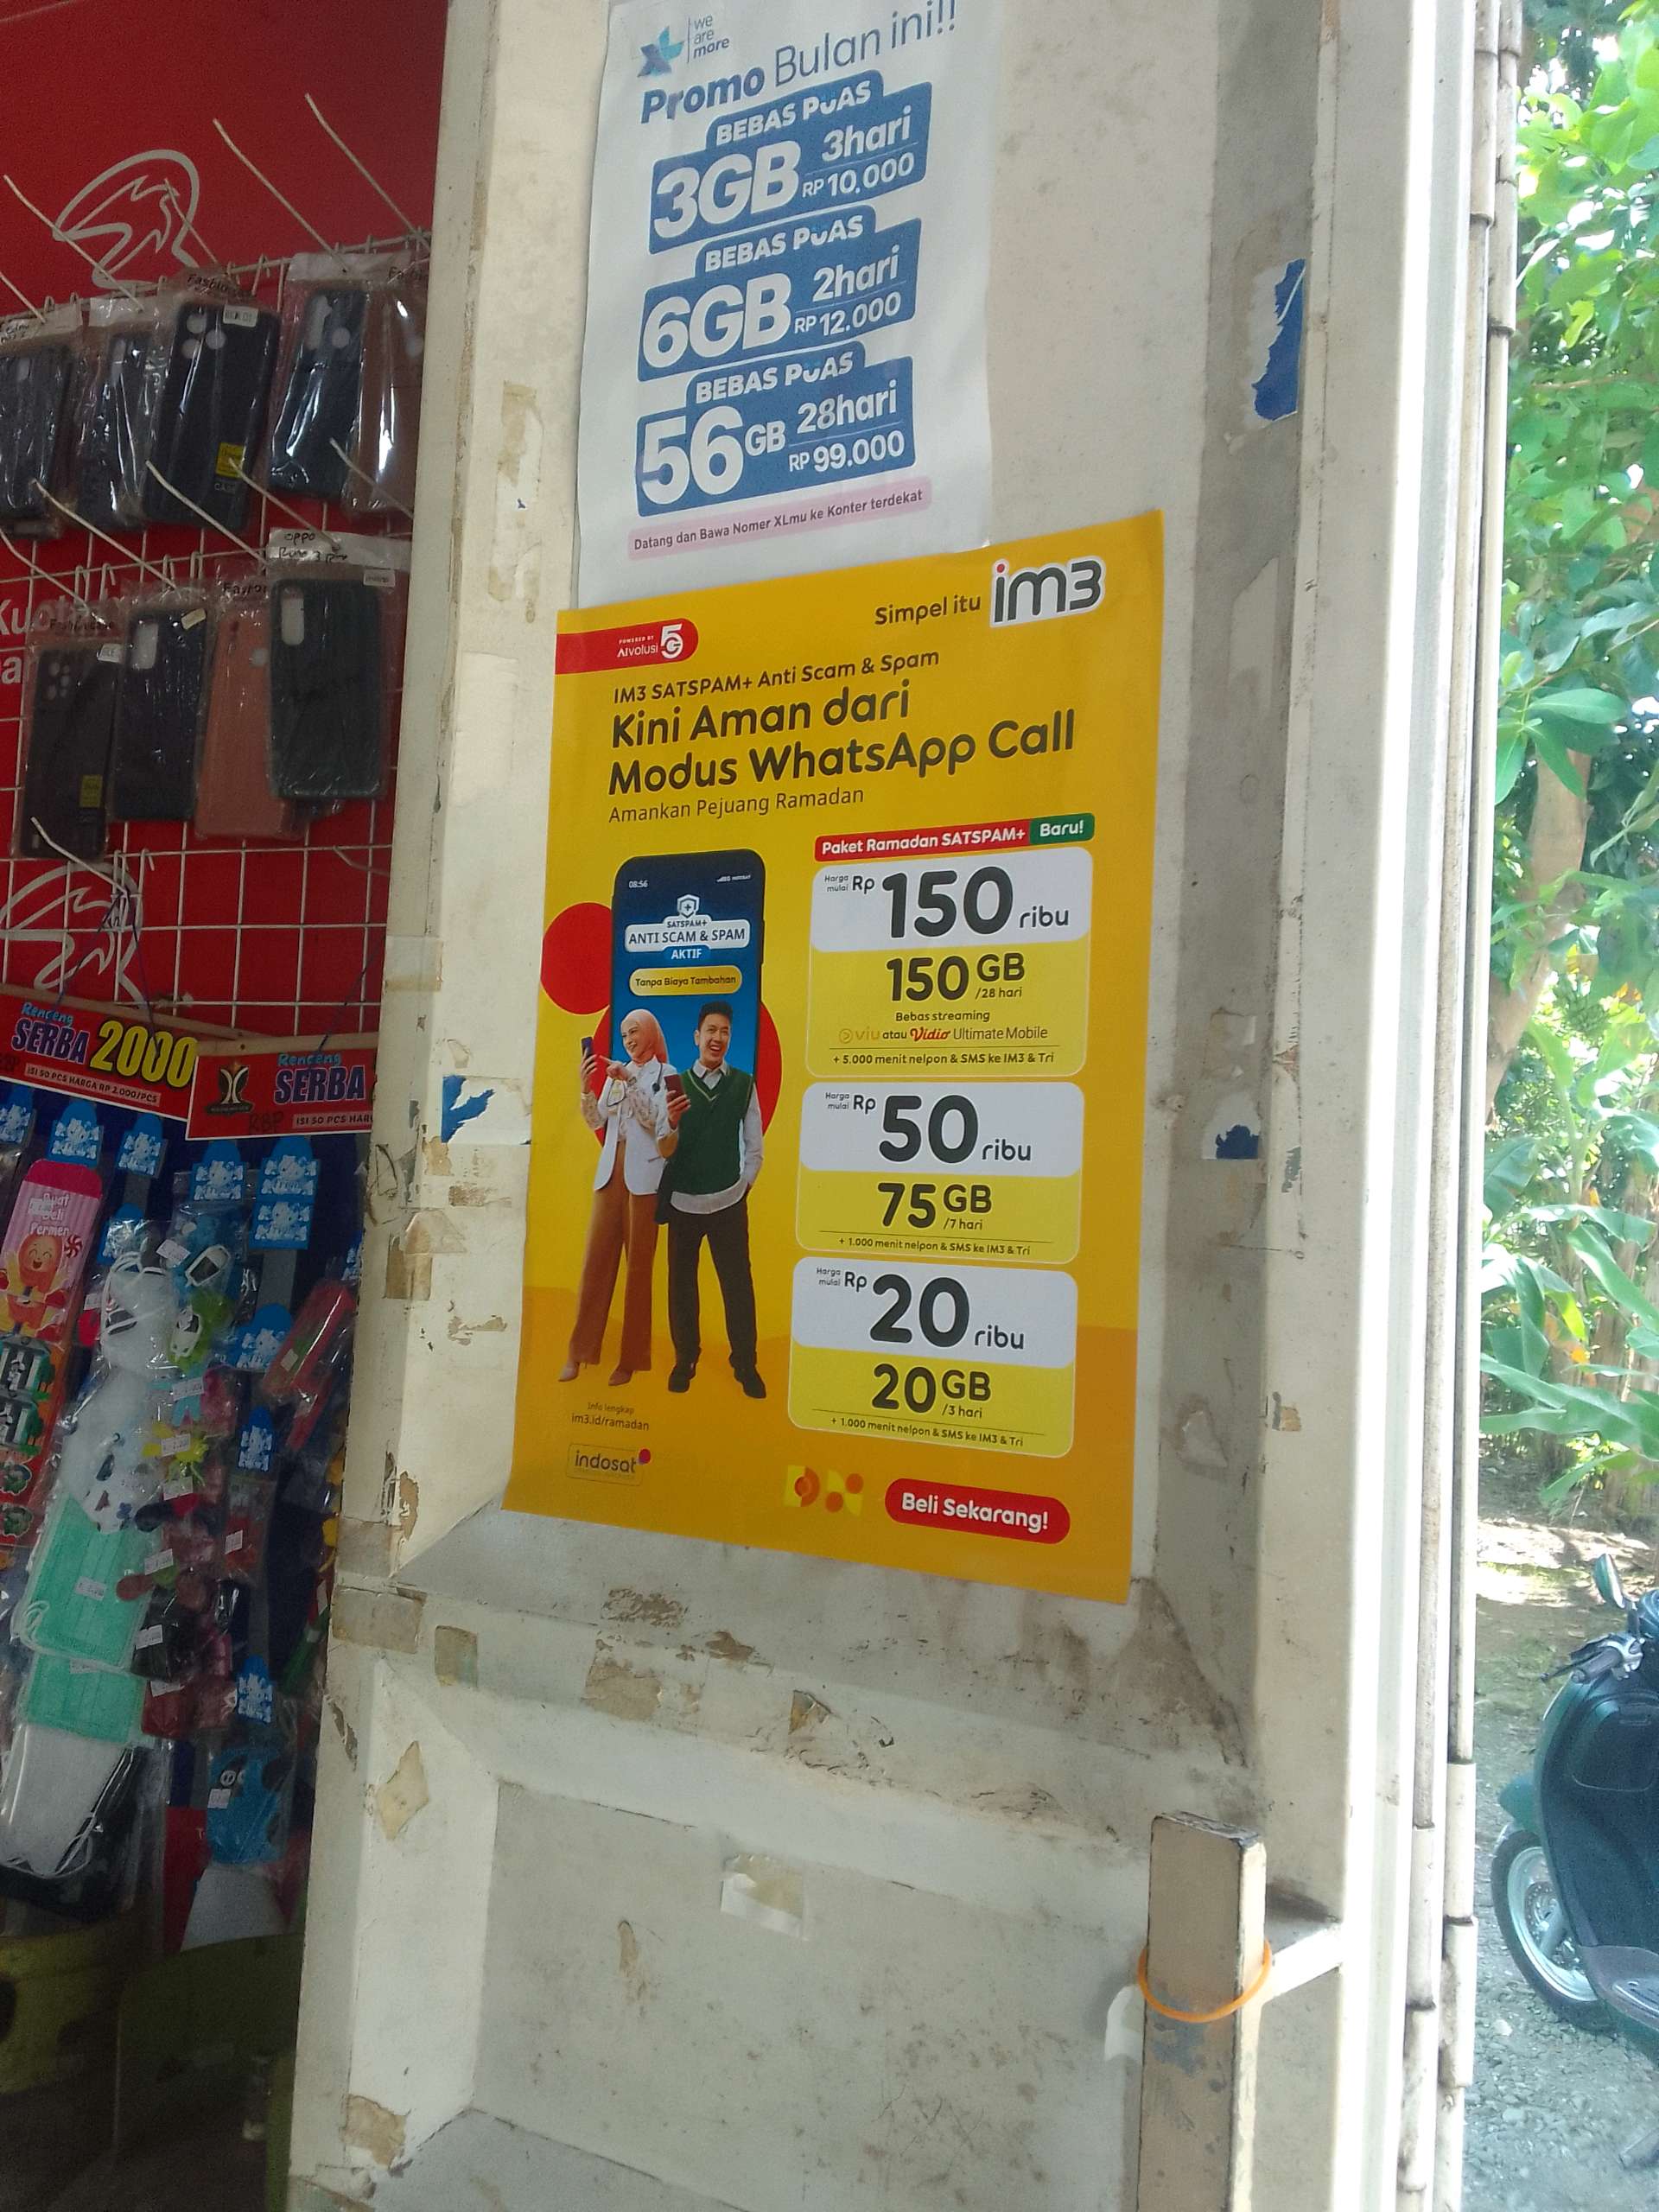 we
are
more
XL
Promo Bulan ini!!
BEBAS PUAS
3GB 3hari
RP 10.000
BEBAS PUAS
6GB 2hari
RP 12.000
BEBAS PUAS
56 GB 28hari
RP 99.000
Datang dan Bawa Nomer XLmu ke Konter terdekat
Simpel itu im3
POWERED BY
AIvolusi 5G
IM3 SATSPAM+ Anti Scam & Spam
Kini Aman dari
Modus WhatsApp Call
Amankan Pejuang Ramadan
Paket Ramadan SATSPAM+ Baru!
Harga mulai Rp 150 ribu
150 GB
/28 hari
Bebas streaming
viu atau Vidio Ultimate Mobile
+ 5.000 menit nelpon & SMS ke IM3 & Tri
Harga mulai Rp 50 ribu
75 GB
/7 hari
+ 1.000 menit nelpon & SMS ke IM3 & Tri
Harga mulai Rp 20 ribu
20 GB
/3 hari
+ 1.000 menit nelpon & SMS ke IM3 & Tri
08:56
SATSPAM+
ANTI SCAM & SPAM
AKTIF
Tanpa Biaya Tambahan
Info lengkap
im3.id/ramadan
indosat
Beli Sekarang!
oppo
Renceng
SERBA 2000
ISI 50 PCS HARGA RP 2.000/PCS
Renceng
SERBA
ISI 50 PCS
Permen